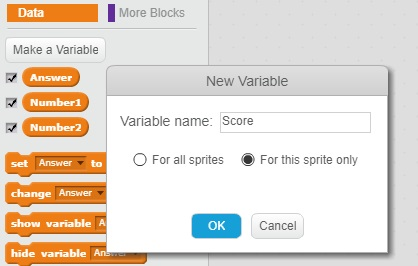 Data
More Blocks
Make a Variable
Answer
Number1
Number2
set Answer to
change Answer
show variable
hide variable Answer
New Variable
Variable name: Score
For all sprites For this sprite only
OK Cancel